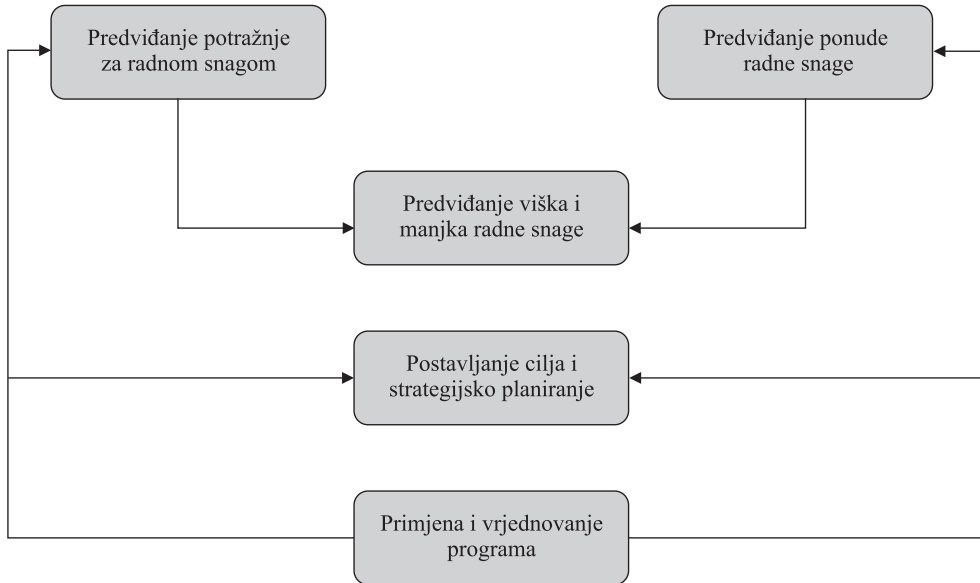 Predviđanje potražnje
za radnom snagom
Predviđanje ponude
radne snage
Predviđanje viška i
manjka radne snage
Postavljanje cilja i
strategijsko planiranje
Primjena i vrjednovanje
programa